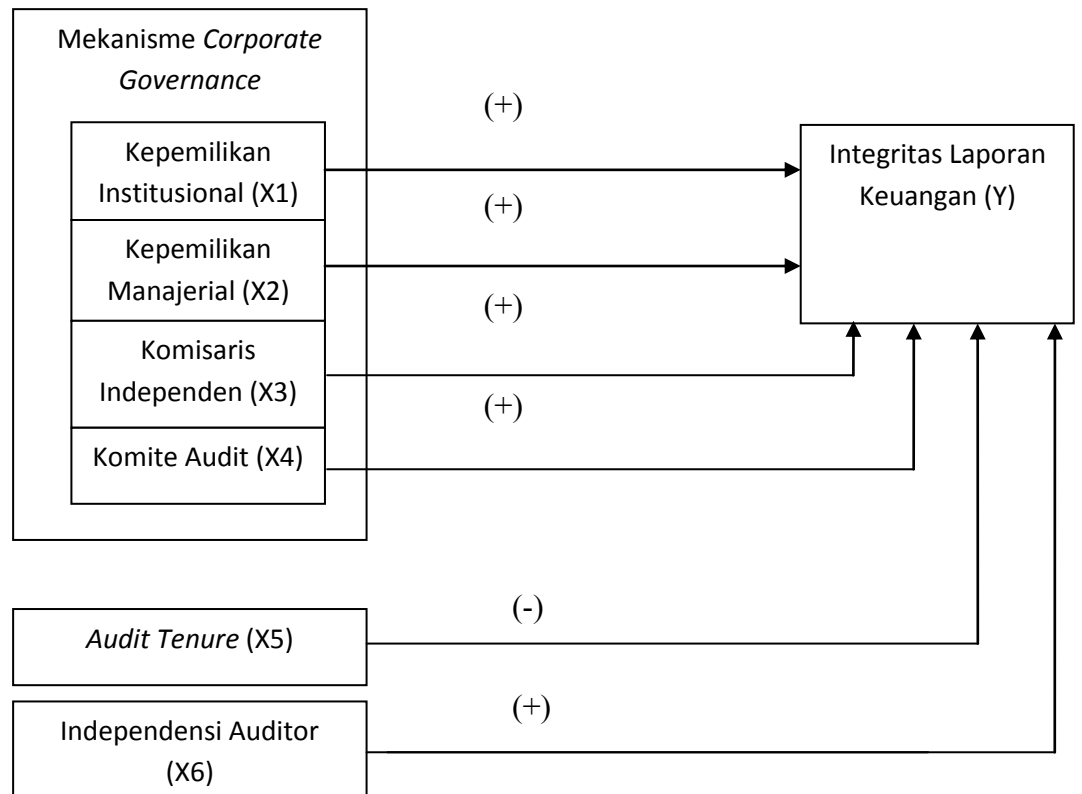 Mekanisme Corporate
Governance
(+)
Kepemilikan
Institusional (X1)
Integritas Laporan
Keuangan (Y)
(+)
Kepemilikan
Manajerial (X2)
(+)
Komisaris
Independen (X3)
(+)
Komite Audit (X4)
(-)
Audit Tenure (X5)
(+)
Independensi Auditor
(X6)